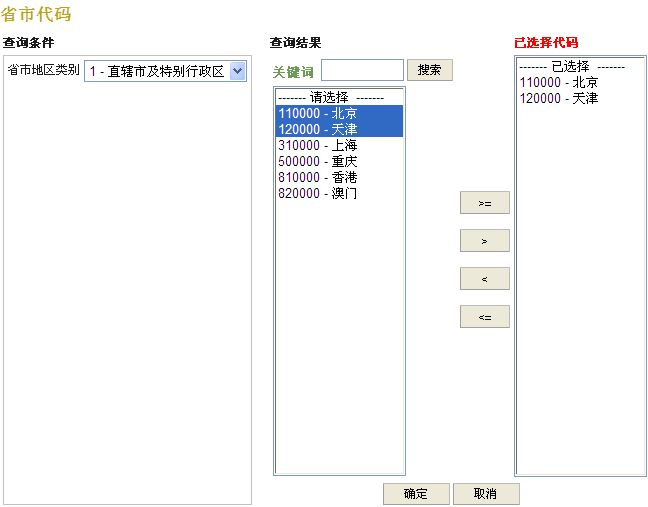 省市代码
查询条件
省市地区类别
1 - 直辖市及特别行政区
查询结果
关键词
搜索
------- 请选择 -------
110000 - 北京
120000 - 天津
310000 - 上海
500000 - 重庆
810000 - 香港
820000 - 澳门
>=
>
<
<=
已选择代码
------- 已选择 -------
110000 - 北京
120000 - 天津
确定
取消